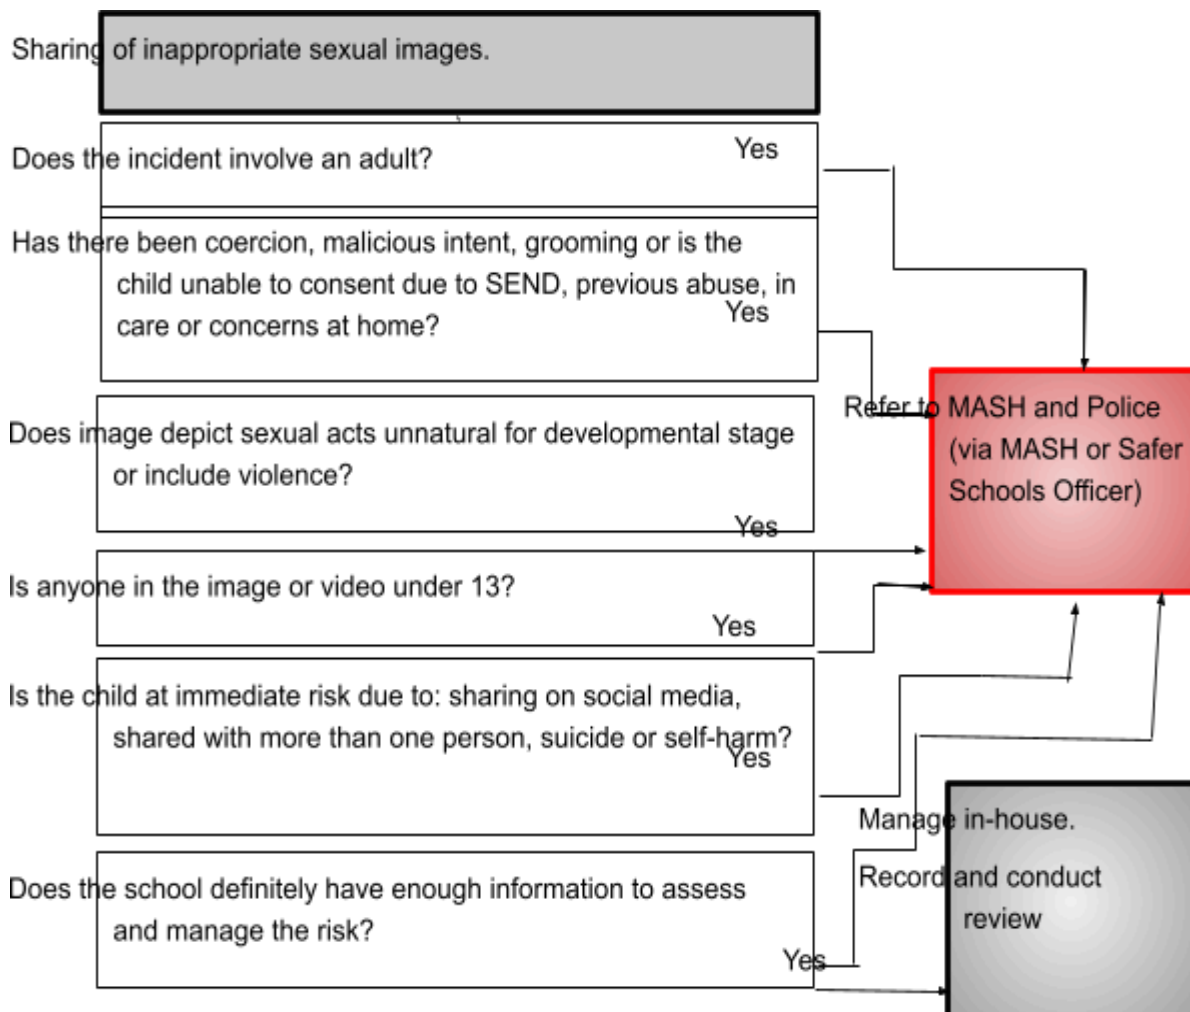 Sharing of inappropriate sexual images.
Does the incident involve an adult?
Yes
Has there been coercion, malicious intent, grooming or is the
child unable to consent due to SEND, previous abuse, in
care or concerns at home?
Yes
Refer to MASH and Police
(via MASH or Safer
Schools Officer)
Does image depict sexual acts unnatural for developmental stage
or include violence?
Yes
Is anyone in the image or video under 13?
Yes
Is the child at immediate risk due to: sharing on social media,
shared with more than one person, suicide or self-harm?
Yes
Manage in-house.
Record and conduct
review
Does the school definitely have enough information to assess
and manage the risk?
Yes